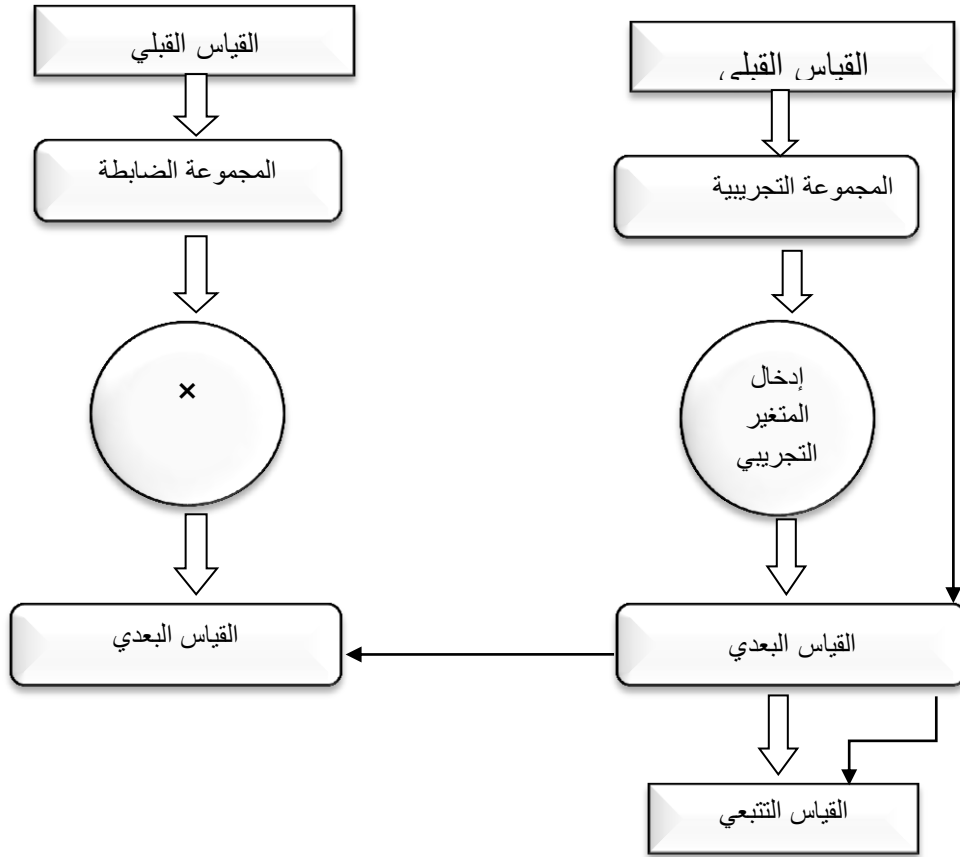 القياس القبلي
القياس القبلي
المجموعة التجريبية
المجموعة الضابطة
إدخال
المتغير
التجريبي
×
القياس البعدي
القياس البعدي
القياس التتبعي